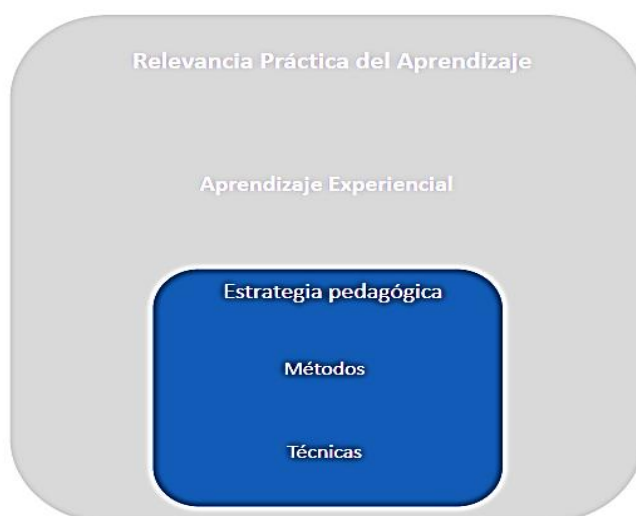 Relevancia Práctica del Aprendizaje
Aprendizaje Experiencial
Estrategia pedagógica
Métodos
Técnicas